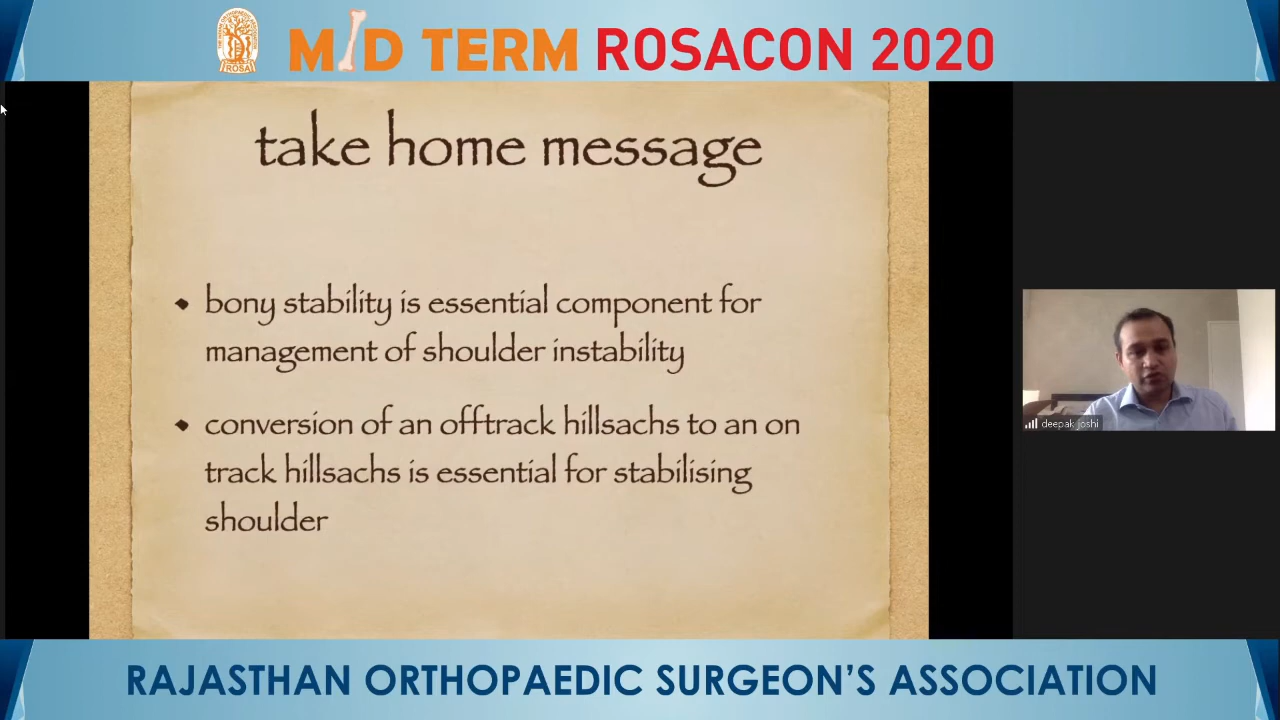 MID TERM ROSACON 2020
ROSA
take home message
bony stability is essential component for
management of shoulder instability
conversion of an offtrack hillsachs to an on
track hillsachs is essential for stabilising
shoulder
deepak joshi
RAJASTHAN ORTHOPAEDIC SURGEON'S ASSOCIATION